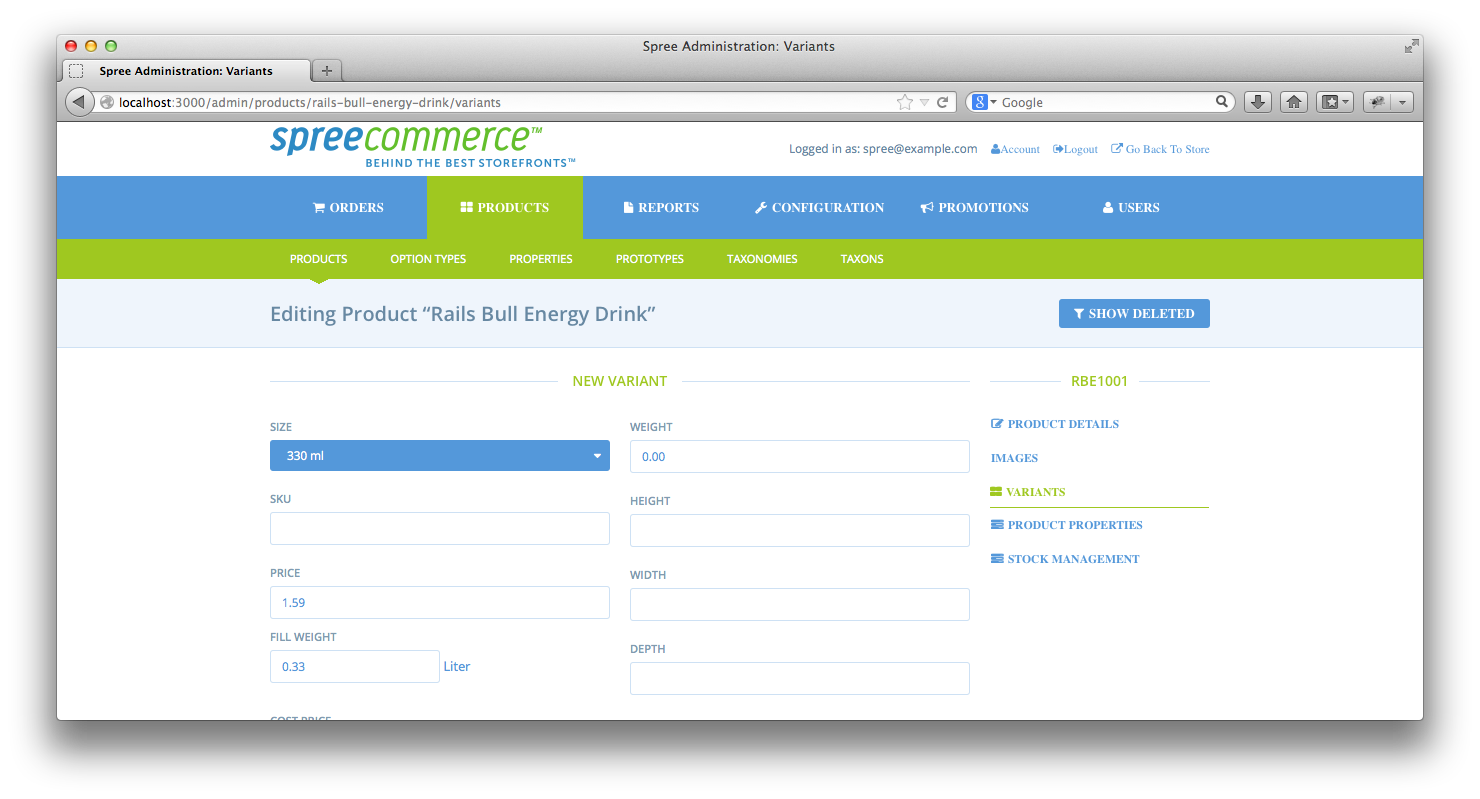 Spree Administration: Variants
Spree Administration: Variants
localhost:3000/admin/products/rails-bull-energy-drink/variants
8 Google
spreecommerce™
BEHIND THE BEST STOREFRONTS™
Logged in as: spree@example.com Account Logout Go Back To Store
ORDERS PRODUCTS REPORTS CONFIGURATION PROMOTIONS USERS
PRODUCTS OPTION TYPES PROPERTIES PROTOTYPES TAXONOMIES TAXONS
Editing Product “Rails Bull Energy Drink”
SHOW DELETED
NEW VARIANT
SIZE
330 ml
SKU
PRICE
1.59
FILL WEIGHT
0.33 Liter
COST PRICE
WEIGHT
0.00
HEIGHT
WIDTH
DEPTH
RBE1001
PRODUCT DETAILS
IMAGES
VARIANTS
PRODUCT PROPERTIES
STOCK MANAGEMENT